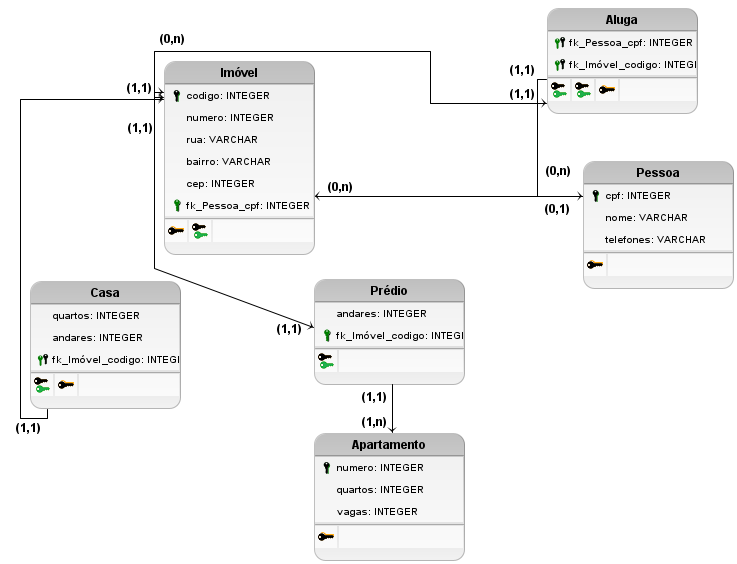 Aluga
fk_Pessoa_cpf: INTEGER
fk_Imóvel_codigo: INTEGI
(0,n)
(1,1)
(1,1)
Imóvel
codigo: INTEGER
numero: INTEGER
rua: VARCHAR
bairro: VARCHAR
cep: INTEGER
fk_Pessoa_cpf: INTEGER
(1,1)
(1,1)
(0,n)
(0,n)
(0,1)
Pessoa
cpf: INTEGER
nome: VARCHAR
telefones: VARCHAR
Casa
quartos: INTEGER
andares: INTEGER
fk_Imóvel_codigo: INTEGI
(1,1)
Prédio
andares: INTEGER
fk_Imóvel_codigo: INTEGI
(1,1)
(1,1)
(1,n)
Apartamento
numero: INTEGER
quartos: INTEGER
vagas: INTEGER